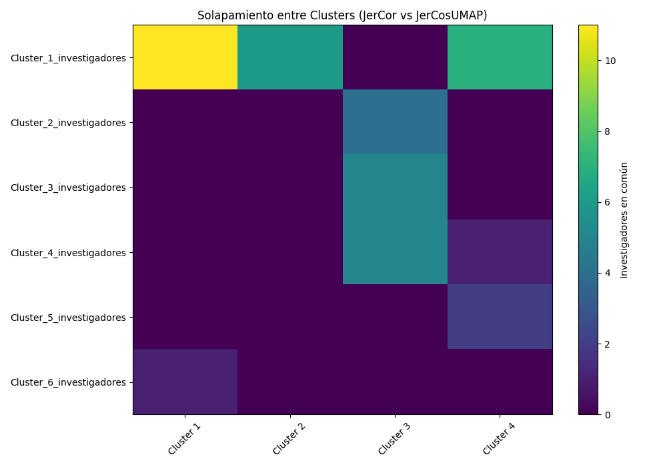 Solapamiento entre Clusters (JerCor vs JerCosUMAP)
Cluster_1_investigadores
Cluster_2_investigadores
Cluster_3_investigadores
Cluster_4_investigadores
Cluster_5_investigadores
Cluster_6_investigadores
Cluster 1
Cluster 2
Cluster 3
Cluster 4
10
8
6
4
2
0
Investigadores en común